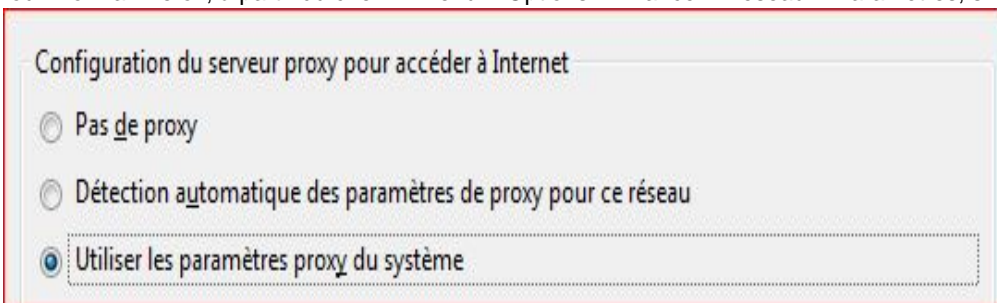 Configuration du serveur proxy pour accéder à Internet
Pas de proxy
Détection automatique des paramètres de proxy pour ce réseau
Utiliser les paramètres proxy du système